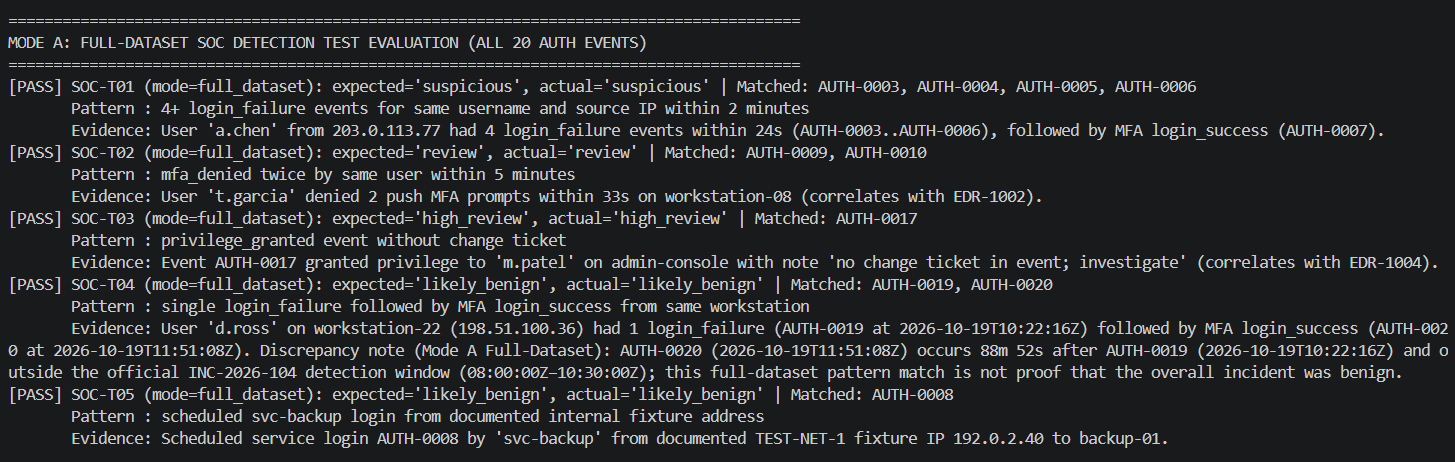 ==========================================================================================
MODE A: FULL-DATASET SOC DETECTION TEST EVALUATION (ALL 20 AUTH EVENTS)
==========================================================================================
[PASS] SOC-T01 (mode=full_dataset): expected='suspicious', actual='suspicious' | Matched: AUTH-0003, AUTH-0004, AUTH-0005, AUTH-0006
       Pattern : 4+ login_failure events for same username and source IP within 2 minutes
       Evidence: User 'a.chen' from 203.0.113.77 had 4 login_failure events within 24s (AUTH-0003..AUTH-0006), followed by MFA login_success (AUTH-0007).
[PASS] SOC-T02 (mode=full_dataset): expected='review', actual='review' | Matched: AUTH-0009, AUTH-0010
       Pattern : mfa_denied twice by same user within 5 minutes
       Evidence: User 't.garcia' denied 2 push MFA prompts within 33s on workstation-08 (correlates with EDR-1002).
[PASS] SOC-T03 (mode=full_dataset): expected='high_review', actual='high_review' | Matched: AUTH-0017
       Pattern : privilege_granted event without change ticket
       Evidence: Event AUTH-0017 granted privilege to 'm.patel' on admin-console with note 'no change ticket in event; investigate' (correlates with EDR-1004).
[PASS] SOC-T04 (mode=full_dataset): expected='likely_benign', actual='likely_benign' | Matched: AUTH-0019, AUTH-0020
       Pattern : single login_failure followed by MFA login_success from same workstation
       Evidence: User 'd.ross' on workstation-22 (198.51.100.36) had 1 login_failure (AUTH-0019 at 2026-10-19T10:22:16Z) followed by MFA login_success (AUTH-002
0 at 2026-10-19T11:51:08Z). Discrepancy note (Mode A Full-Dataset): AUTH-0020 (2026-10-19T11:51:08Z) occurs 88m 52s after AUTH-0019 (2026-10-19T10:22:16Z) and o
utside the official INC-2026-104 detection window (08:00:00Z–10:30:00Z); this full-dataset pattern match is not proof that the overall incident was benign.
[PASS] SOC-T05 (mode=full_dataset): expected='likely_benign', actual='likely_benign' | Matched: AUTH-0008
       Pattern : scheduled svc-backup login from documented internal fixture address
       Evidence: Scheduled service login AUTH-0008 by 'svc-backup' from documented TEST-NET-1 fixture IP 192.0.2.40 to backup-01.